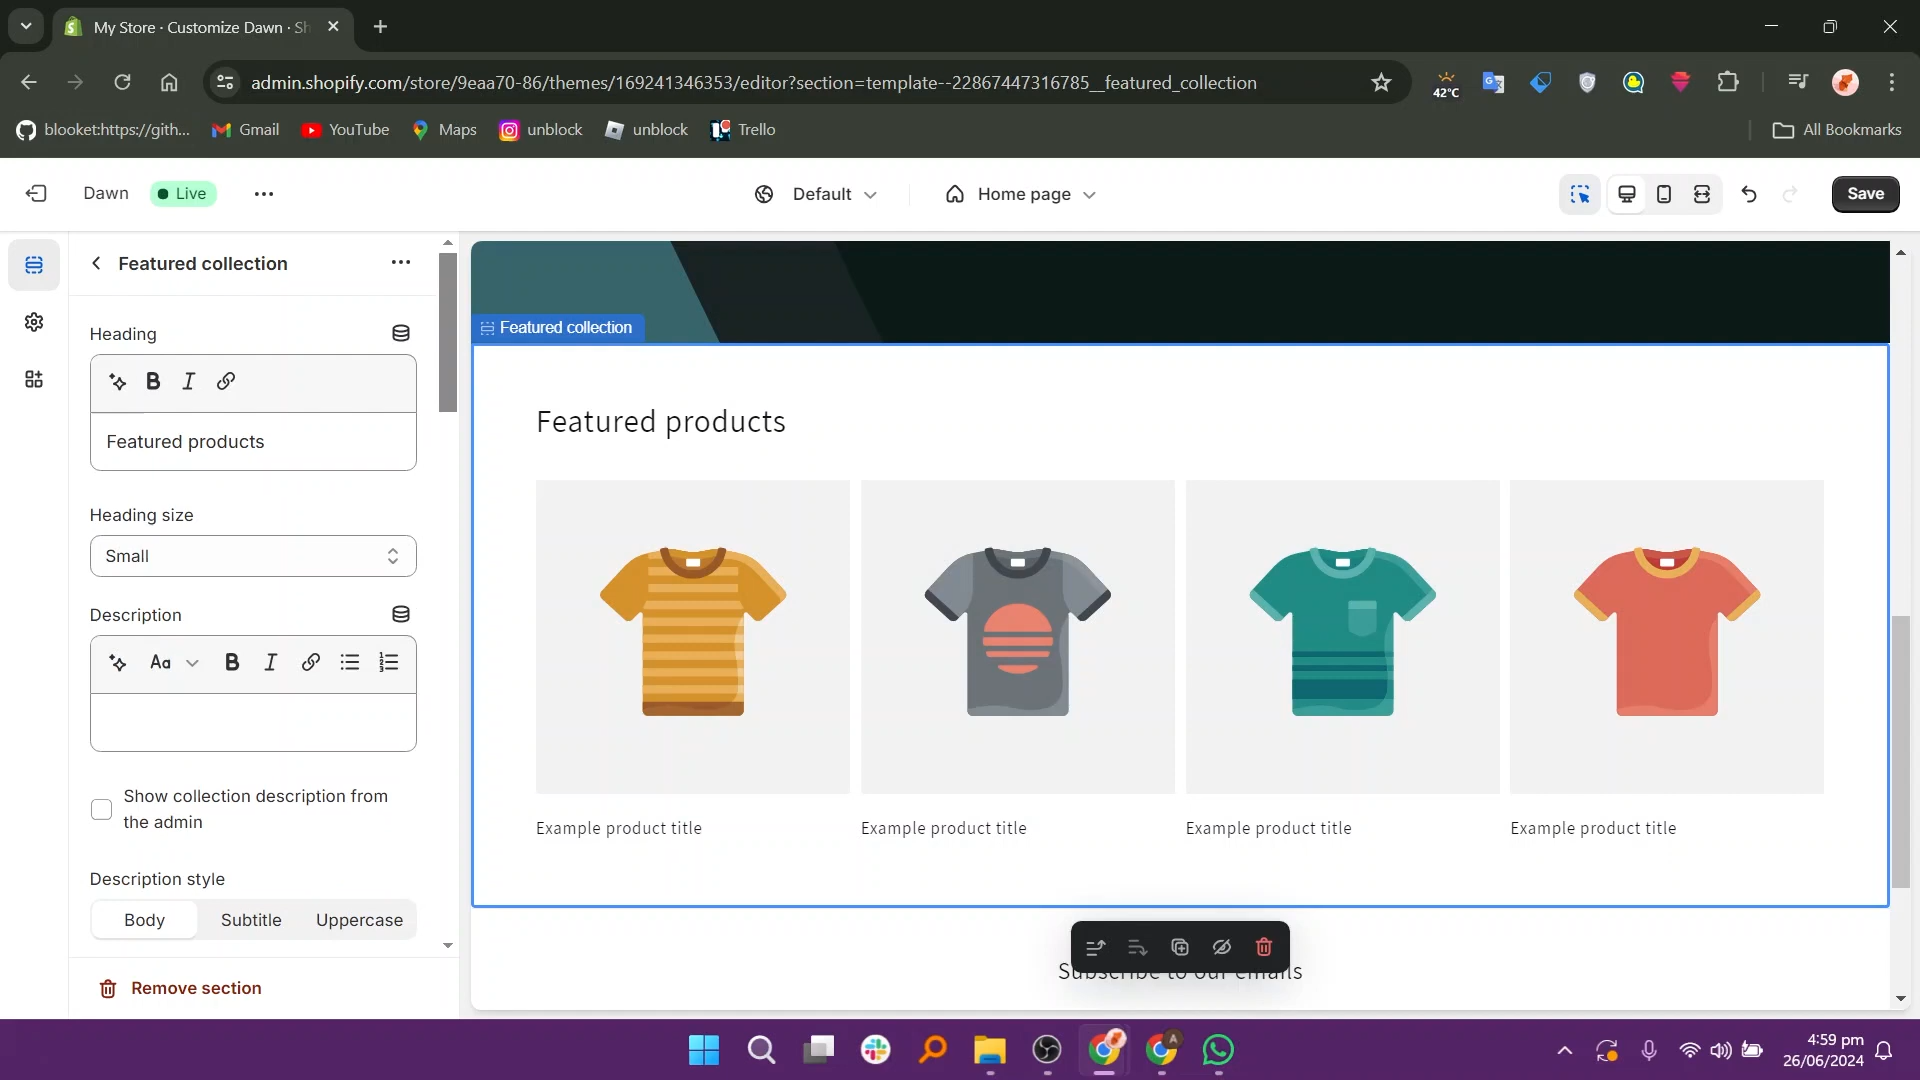 My Store · Customize Dawn · Sh
admin.shopify.com/store/9eaa70-86/themes/169241346353/editor?section=template--22867447316785__featured_collection
42°C
blooket:https://gith...
Gmail
YouTube
Maps
unblock
unblock
Trello
All Bookmarks
Dawn
Live
Default
Home page
Save
Featured collection
Heading
B I
Featured products
Heading size
Small
Description
Aa B I
Show collection description from
the admin
Description style
Body Subtitle Uppercase
Remove section
Featured collection
Featured products
Example product title
Example product title
Example product title
Example product title
Subscribe to our emails
A
4:59 pm
26/06/2024